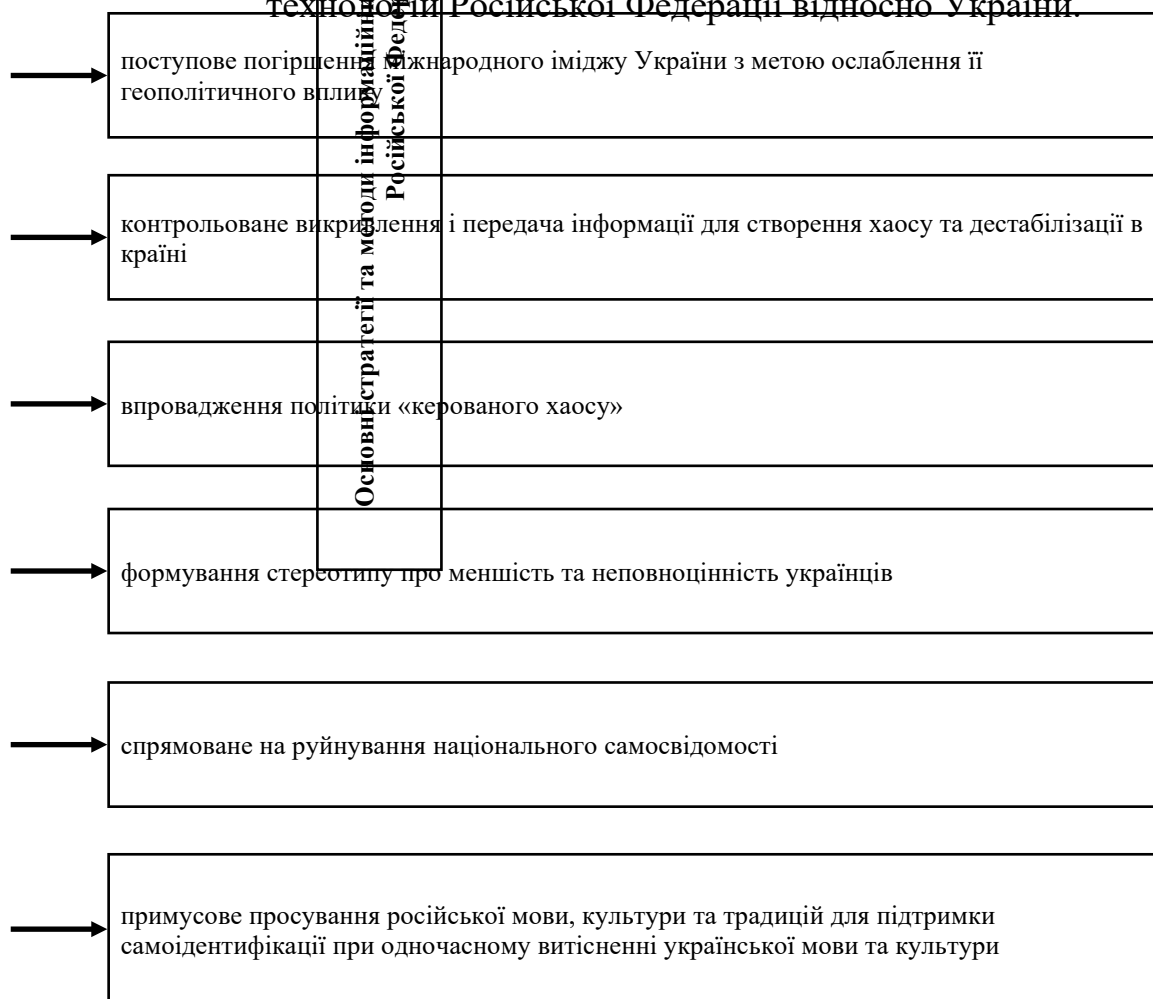 технологій Російської Федерації відносно України.
поступове погіршення міжнародного іміджу України з метою ослаблення її
геополітичного впливу
контрольоване викривлення і передача інформації для створення хаосу та дестабілізації в
країні
впровадження політики «керованого хаосу»
формування стереотипу про меншість та неповноцінність українців
спрямоване на руйнування національного самосвідомості
примусове просування російської мови, культури та традицій для підтримки
самоідентифікації при одночасному витісненні української мови та культури
Основні стратегії та методи
Російської